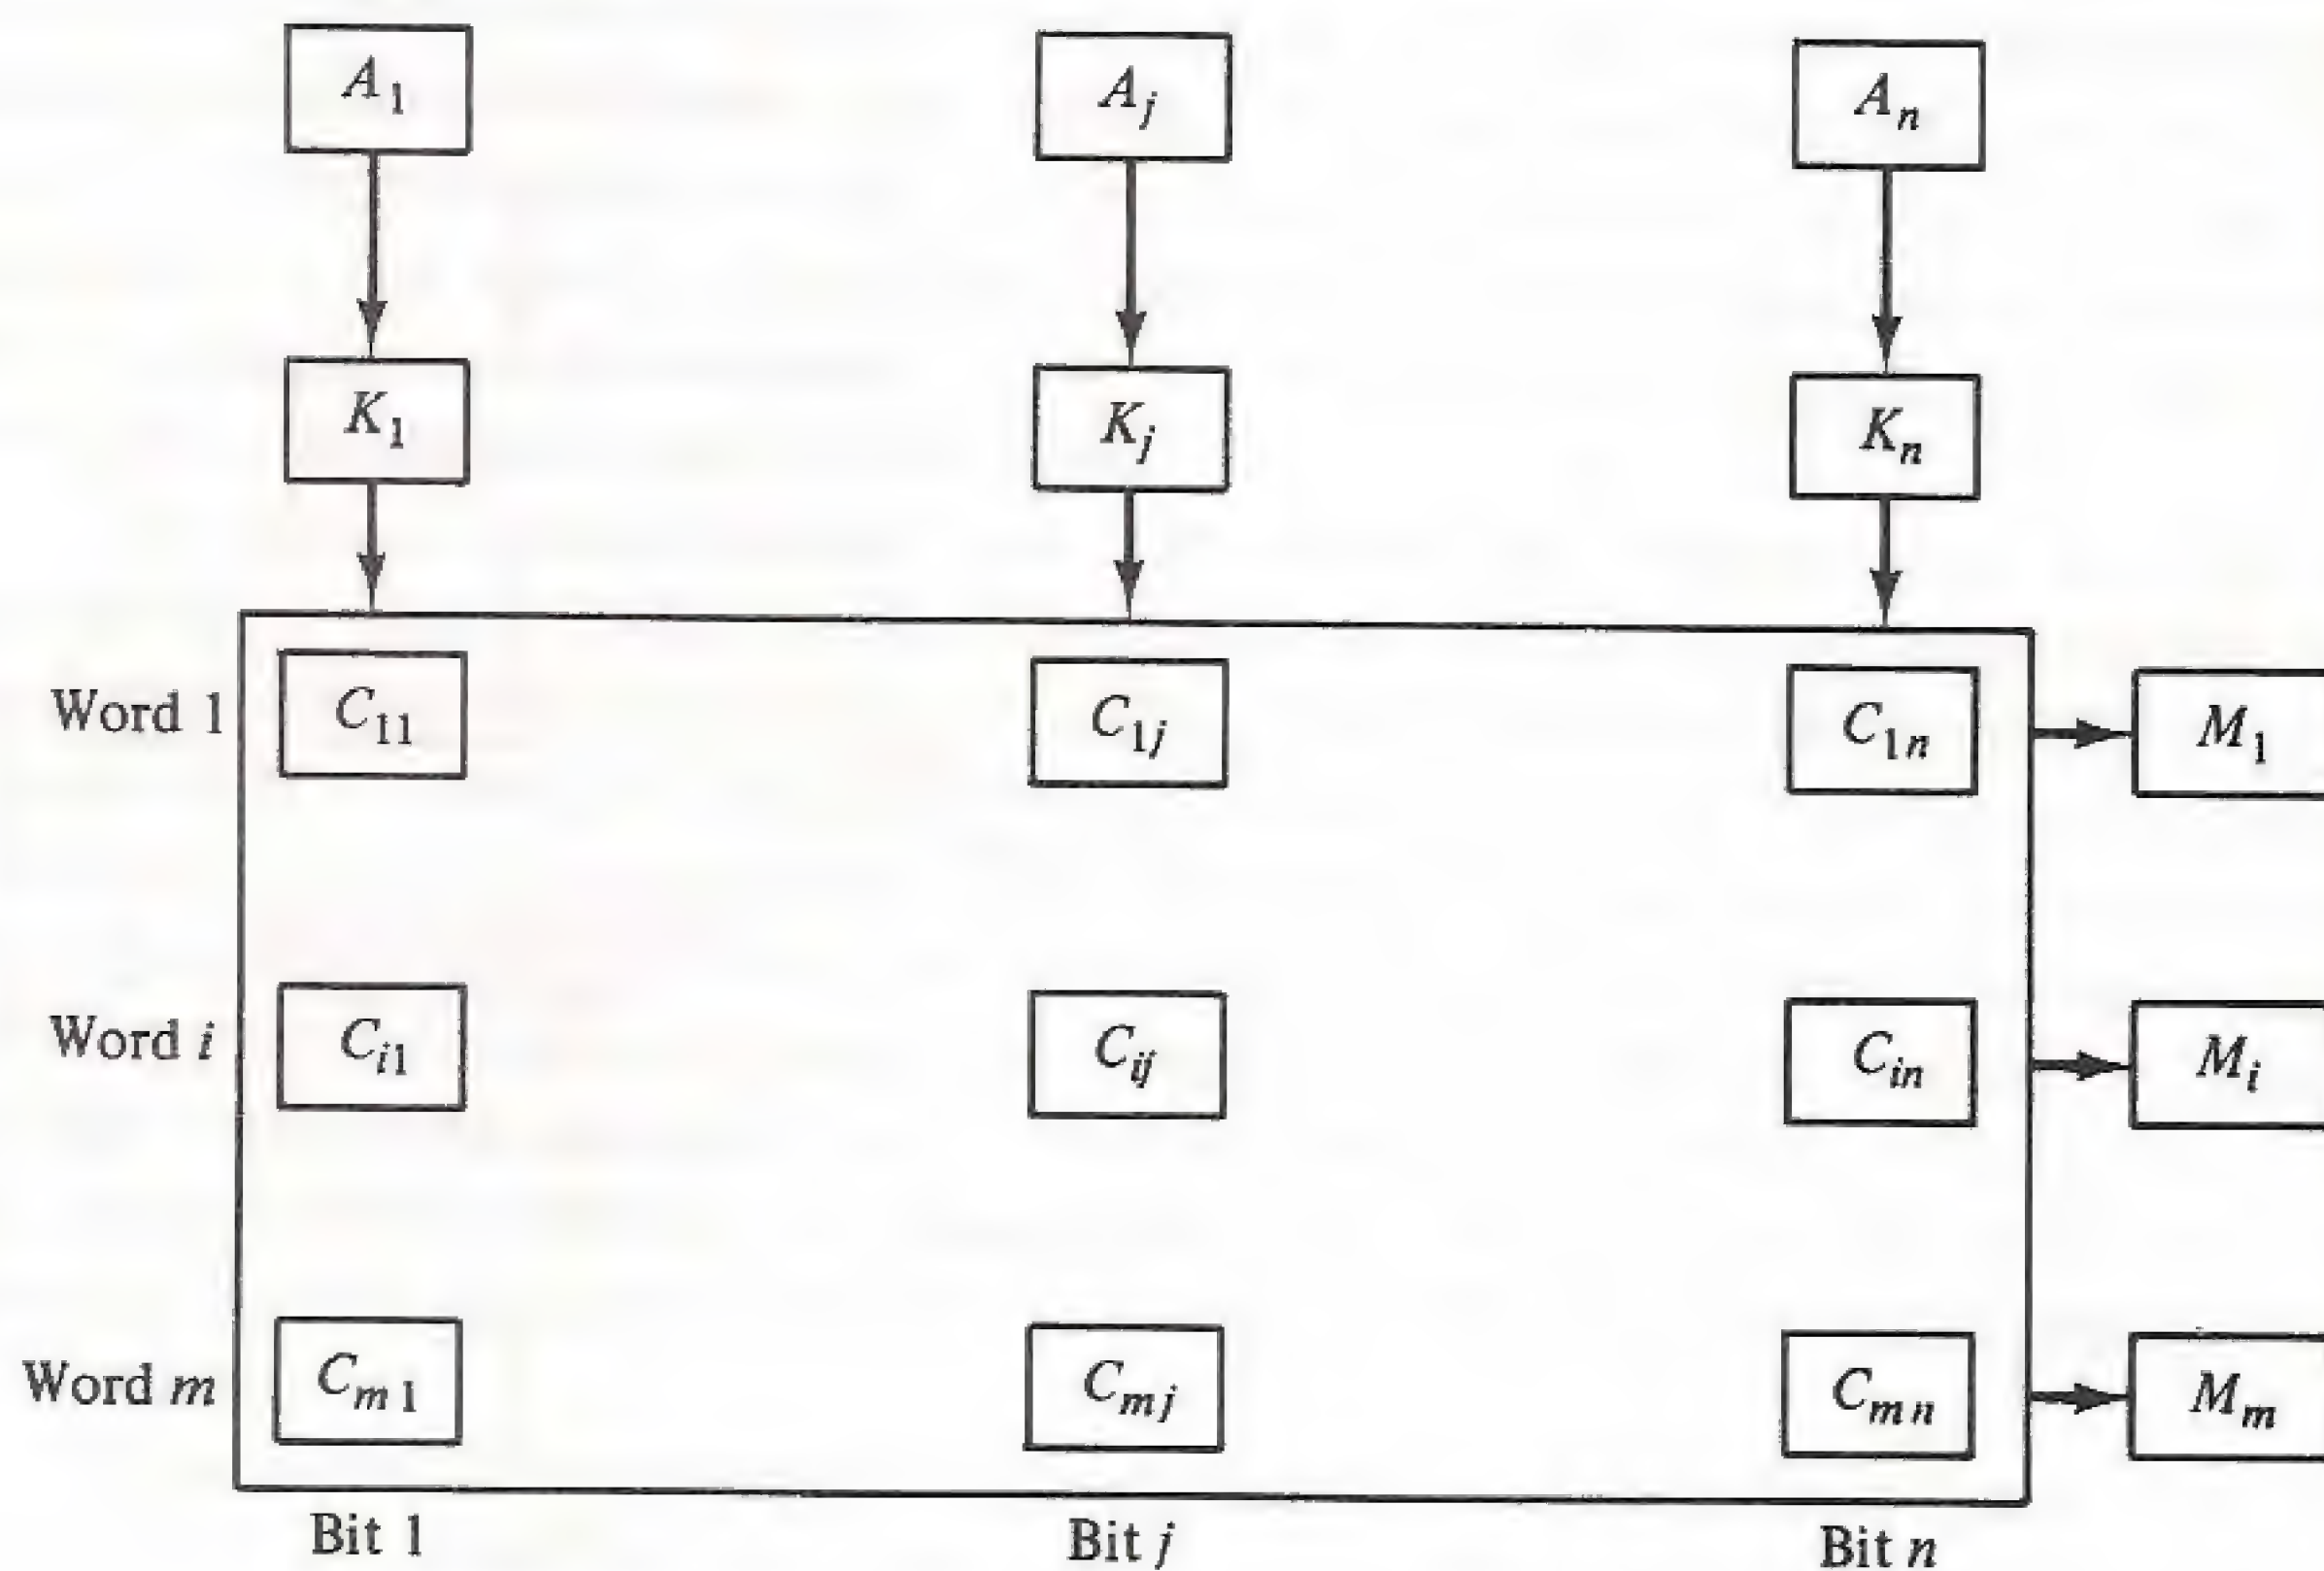 A₁ Aⱼ Aₙ
K₁ Kⱼ Kₙ
Word 1 C₁₁ C₁ⱼ C₁ₙ M₁
Word i Cᵢ₁ Cᵢⱼ Cᵢₙ Mᵢ
Word m Cₘ₁ Cₘⱼ Cₘₙ Mₘ
Bit 1 Bit j Bit n